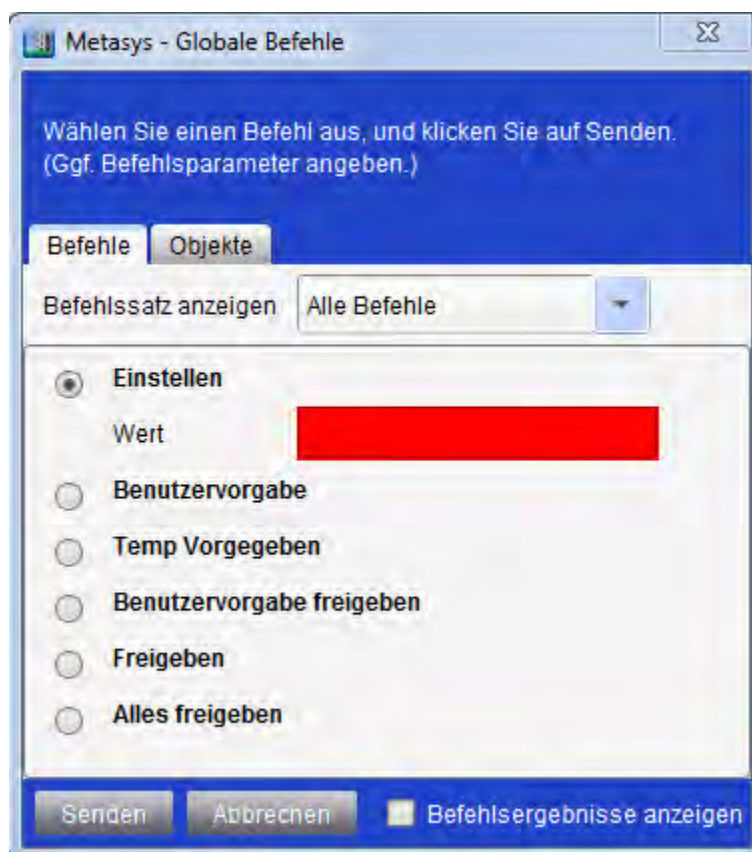 Metasys - Globale Befehle
Wählen Sie einen Befehl aus, und klicken Sie auf Senden.
(Ggf. Befehlsparameter angeben.)
Befehle Objekte
Befehlssatz anzeigen Alle Befehle
Einstellen
Wert
Benutzervorgabe
Temp Vorgegeben
Benutzervorgabe freigeben
Freigeben
Alles freigeben
Senden Abbrechen Befehlsergebnisse anzeigen